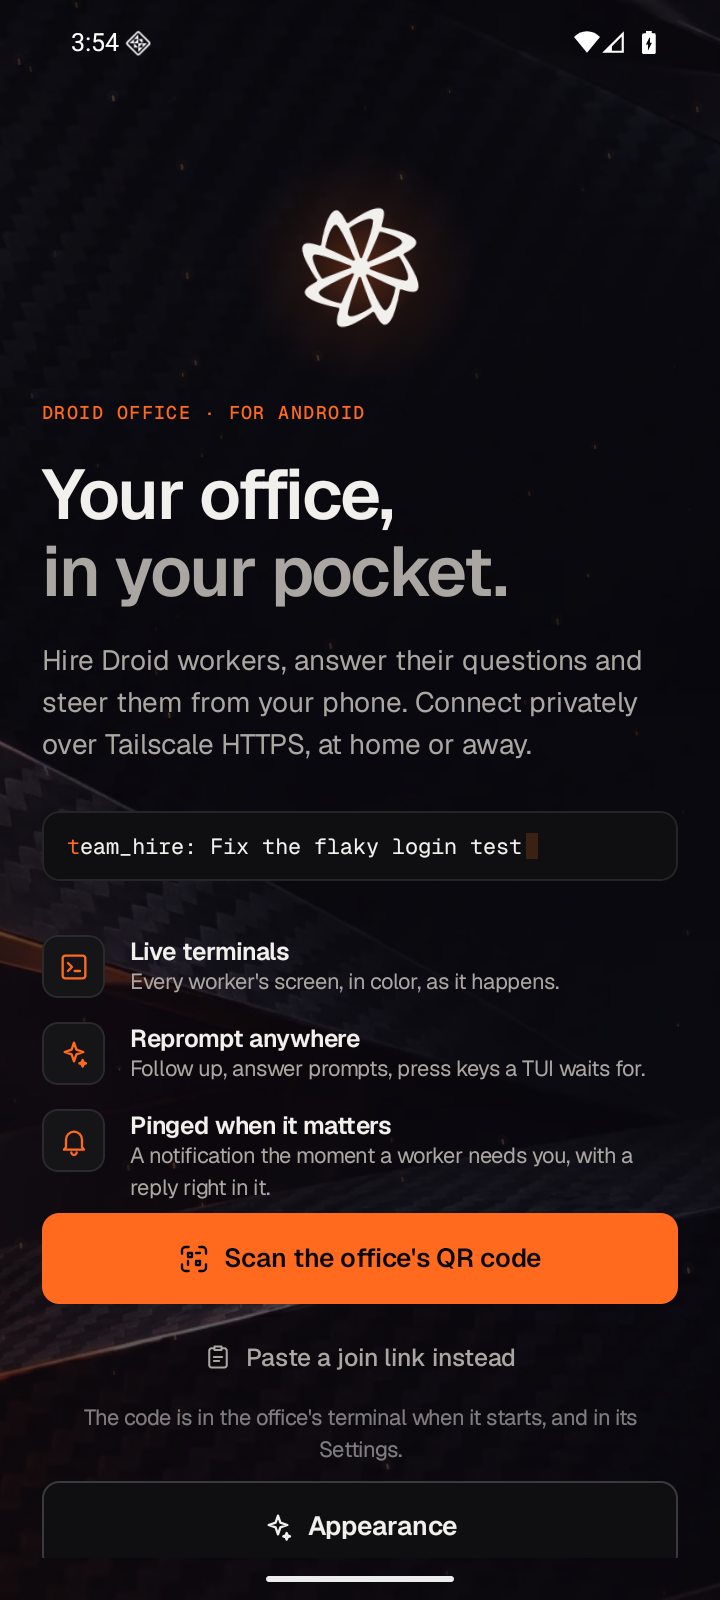 3:54
DROID OFFICE · FOR ANDROID
Your office,
in your pocket.
Hire Droid workers, answer their questions and
steer them from your phone. Connect privately
over Tailscale HTTPS, at home or away.
team_hire: Fix the flaky login test
Live terminals
Every worker's screen, in color, as it happens.
Reprompt anywhere
Follow up, answer prompts, press keys a TUI waits for.
Pinged when it matters
A notification the moment a worker needs you, with a
reply right in it.
Scan the office's QR code
Paste a join link instead
The code is in the office's terminal when it starts, and in its
Settings.
Appearance